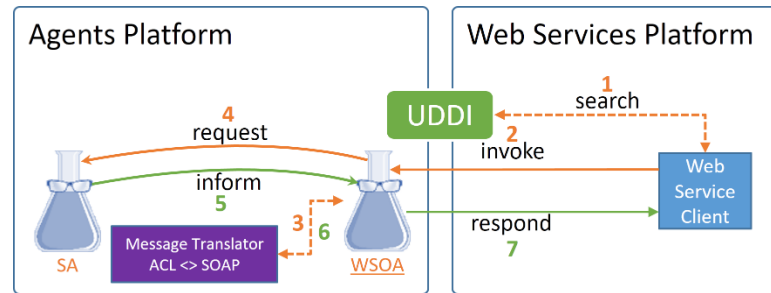 Agents Platform
Web Services Platform
1
search
UDDI
4
request
2
invoke
Web
Service
Client
inform
5
3
6
respond
7
Message Translator
ACL <> SOAP
SA
WSOA